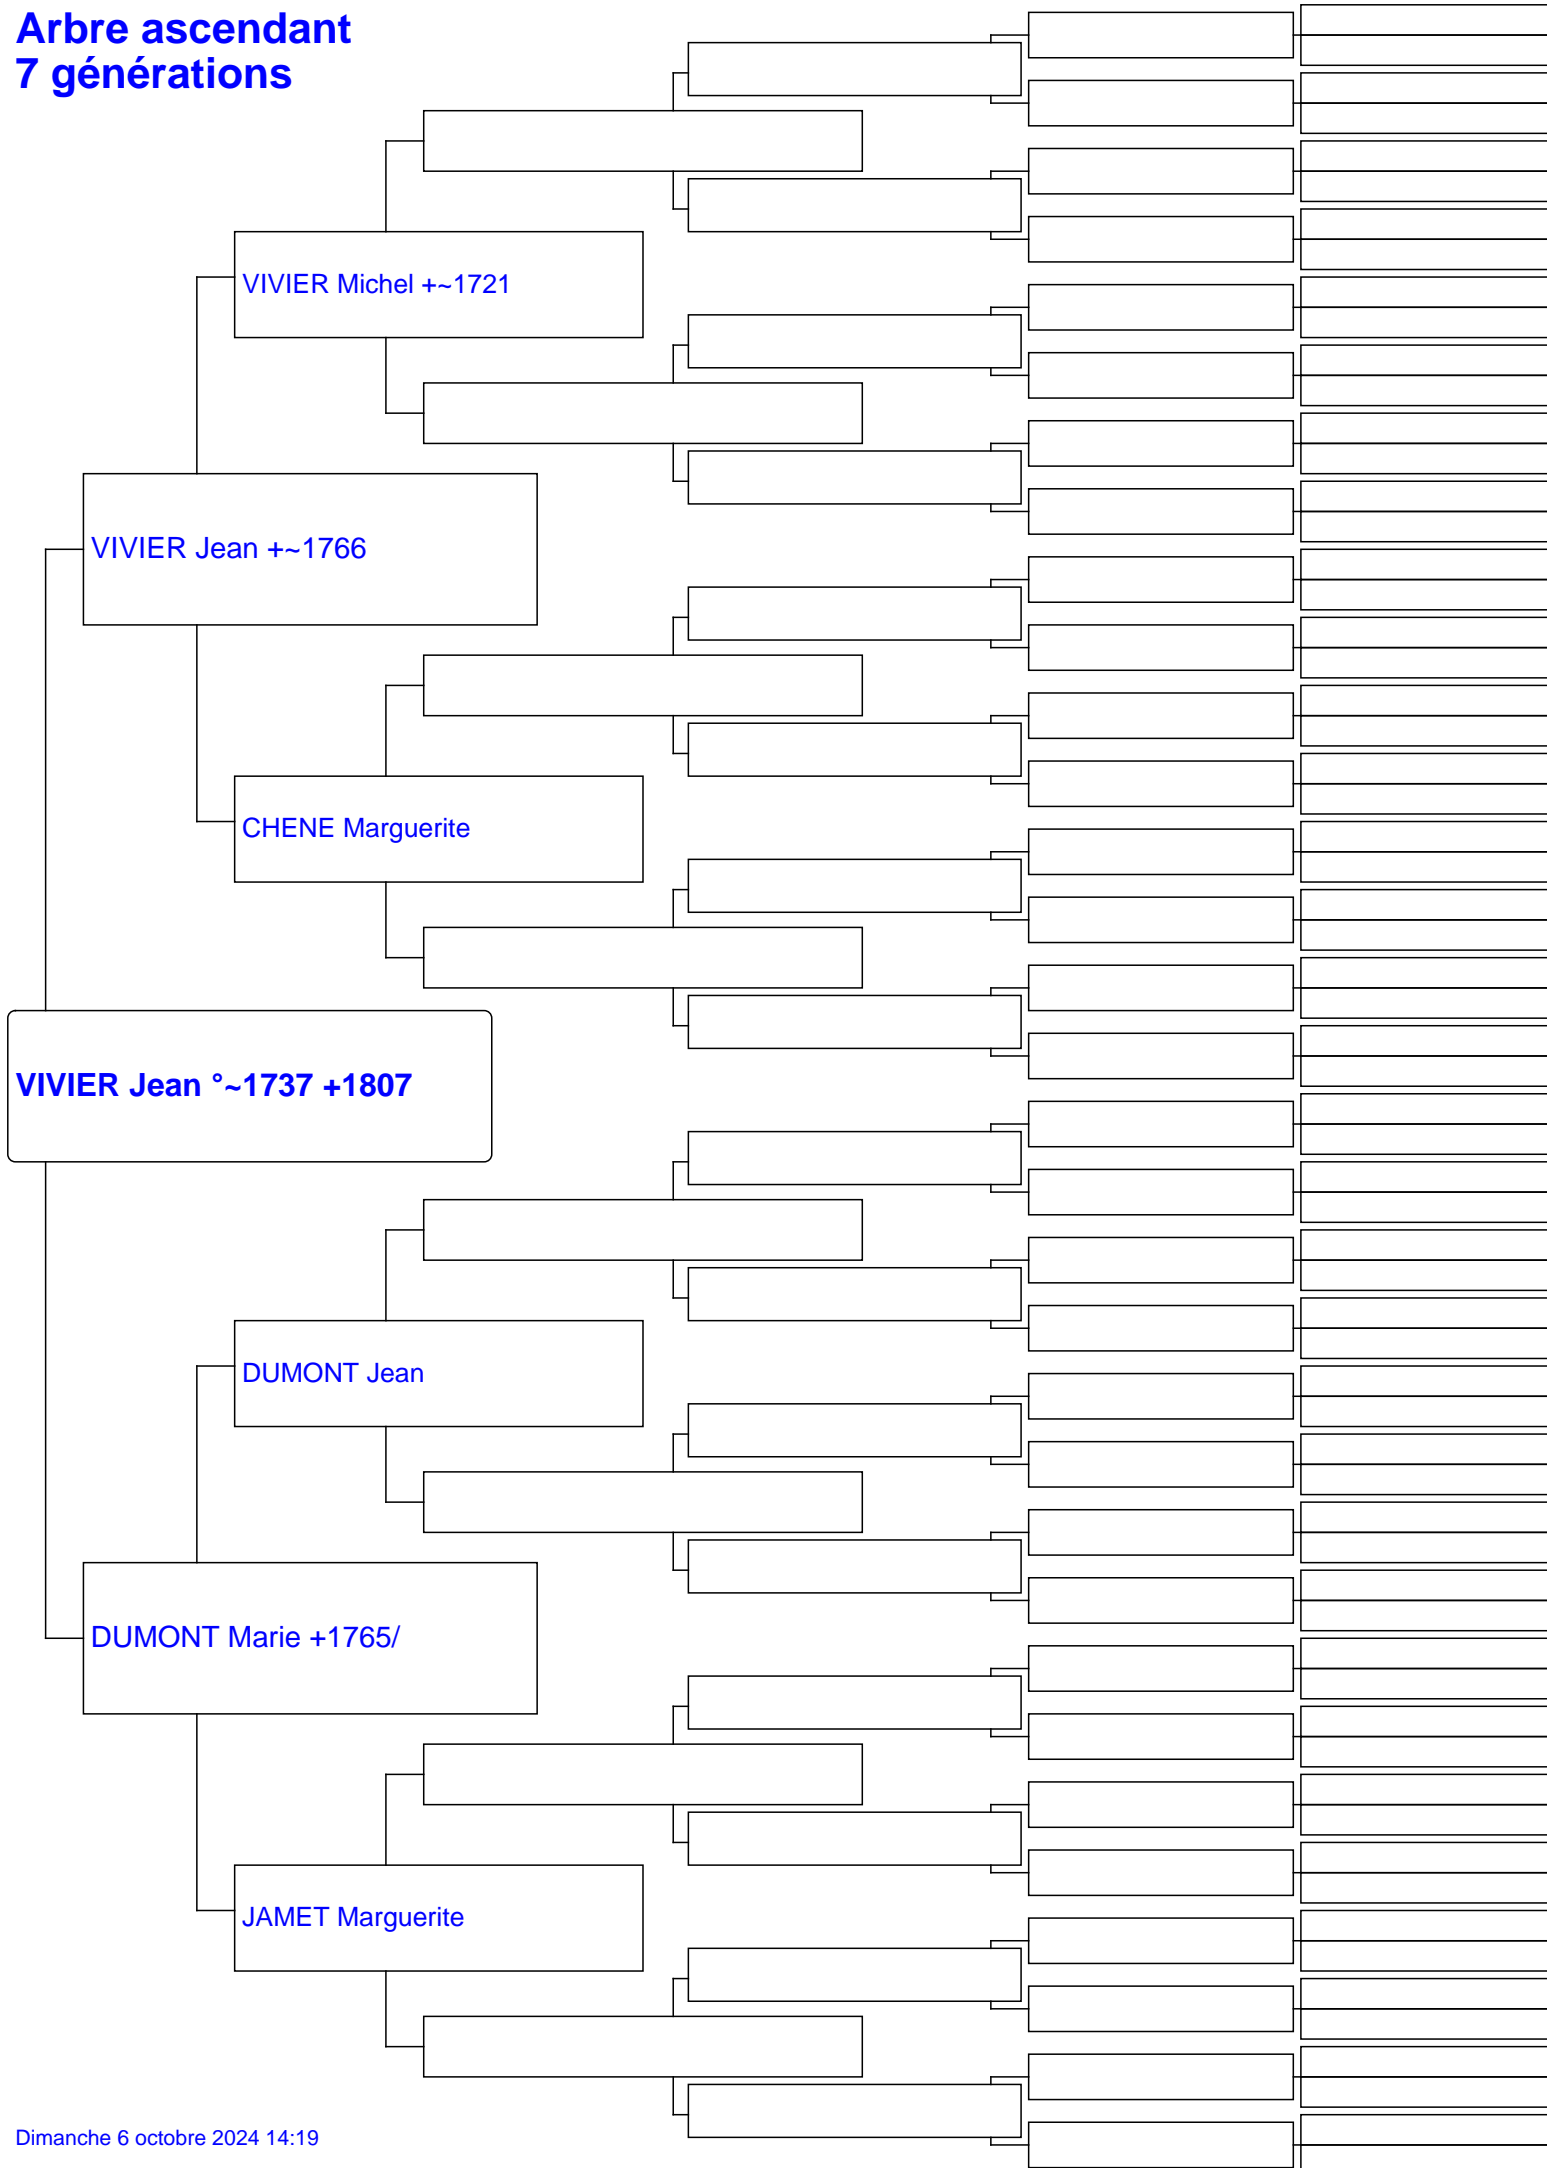 Arbre ascendant
7 générations
VIVIER Michel +~1721
VIVIER Jean +~1766
CHENE Marguerite
VIVIER Jean °~1737 +1807
DUMONT Jean
DUMONT Marie +1765/
JAMET Marguerite
Dimanche 6 octobre 2024 14:19